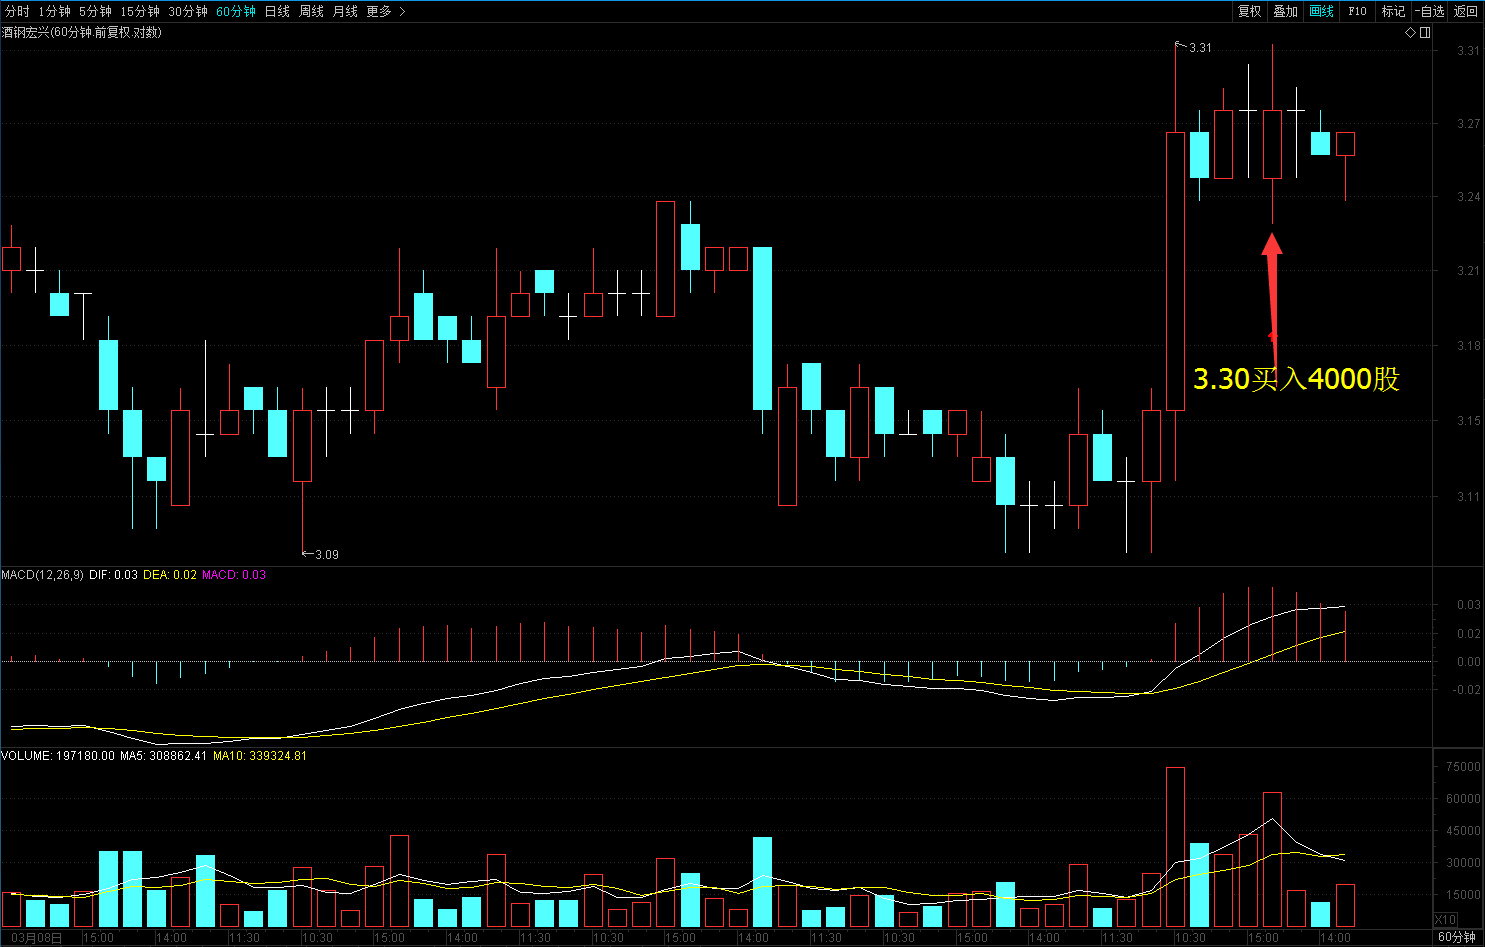 分时 1分钟 5分钟 15分钟 30分钟 60分钟 日线 周线 月线 更多 >
复权 叠加 画线 F10 标记 -自选 返回
酒钢宏兴(60分钟.前复权.对数)
3.31
3.31
3.27
3.24
3.21
3.18
3.30买入4000股
3.15
3.11
3.09
MACD(12,26,9) DIF: 0.03 DEA: 0.02 MACD: 0.03
0.03
0.02
0.00
-0.02
VOLUME: 197180.00 MA5: 308862.41 MA10: 339324.81
75000
60000
45000
30000
15000
X10
03月08日 15:00 14:00 11:30 10:30 15:00 14:00 11:30 10:30 15:00 14:00 11:30 10:30 15:00 14:00 11:30 10:30 15:00 14:00 60分钟